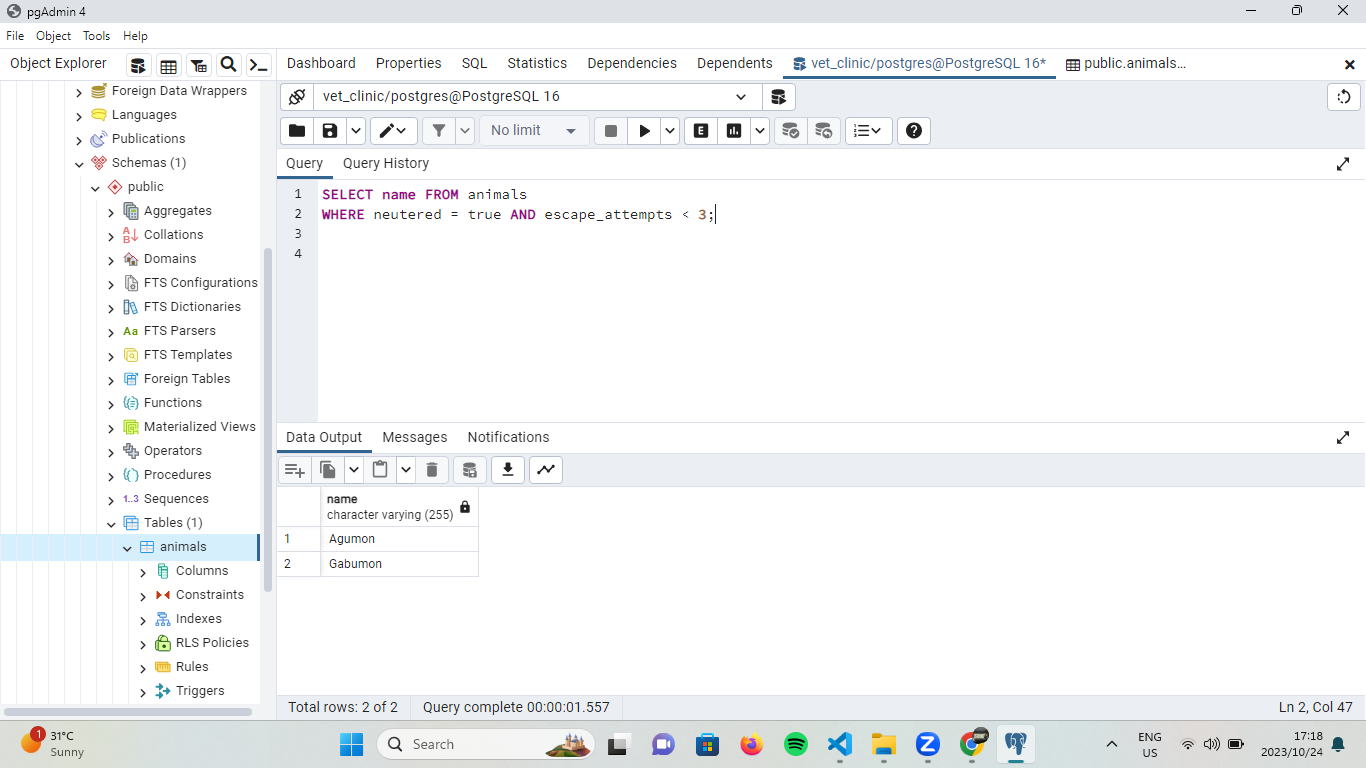 pgAdmin 4
File Object Tools Help
Object Explorer
Dashboard Properties SQL Statistics Dependencies Dependents vet_clinic/postgres@PostgreSQL 16* public.animals...
Foreign Data Wrappers
Languages
Publications
Schemas (1)
public
Aggregates
Collations
Domains
FTS Configurations
FTS Dictionaries
Aa FTS Parsers
FTS Templates
Foreign Tables
Functions
Materialized Views
Operators
Procedures
1..3 Sequences
Tables (1)
animals
Columns
Constraints
Indexes
RLS Policies
Rules
Triggers
vet_clinic/postgres@PostgreSQL 16
No limit E
Query Query History
1 SELECT name FROM animals
2 WHERE neutered = true AND escape_attempts < 3;
3
4
Data Output Messages Notifications
name
character varying (255)
1 Agumon
2 Gabumon
Total rows: 2 of 2 Query complete 00:00:01.557 Ln 2, Col 47
1 31°C
Sunny
Search
ENG
US
17:18
2023/10/24